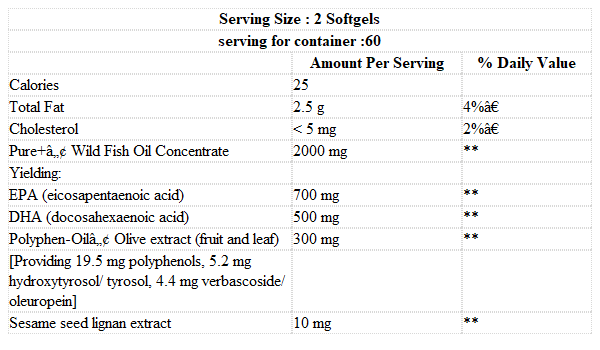 Serving Size : 2 Softgels
serving for container :60
Amount Per Serving % Daily Value
Calories 25
Total Fat 2.5 g 4%â€
Cholesterol < 5 mg 2%â€
Pure+â„¢ Wild Fish Oil Concentrate 2000 mg **
Yielding:
EPA (eicosapentaenoic acid) 700 mg **
DHA (docosahexaenoic acid) 500 mg **
Polyphen-Oilâ„¢ Olive extract (fruit and leaf) 300 mg **
[Providing 19.5 mg polyphenols, 5.2 mg
hydroxytyrosol/ tyrosol, 4.4 mg verbascoside/
oleuropein]
Sesame seed lignan extract 10 mg **